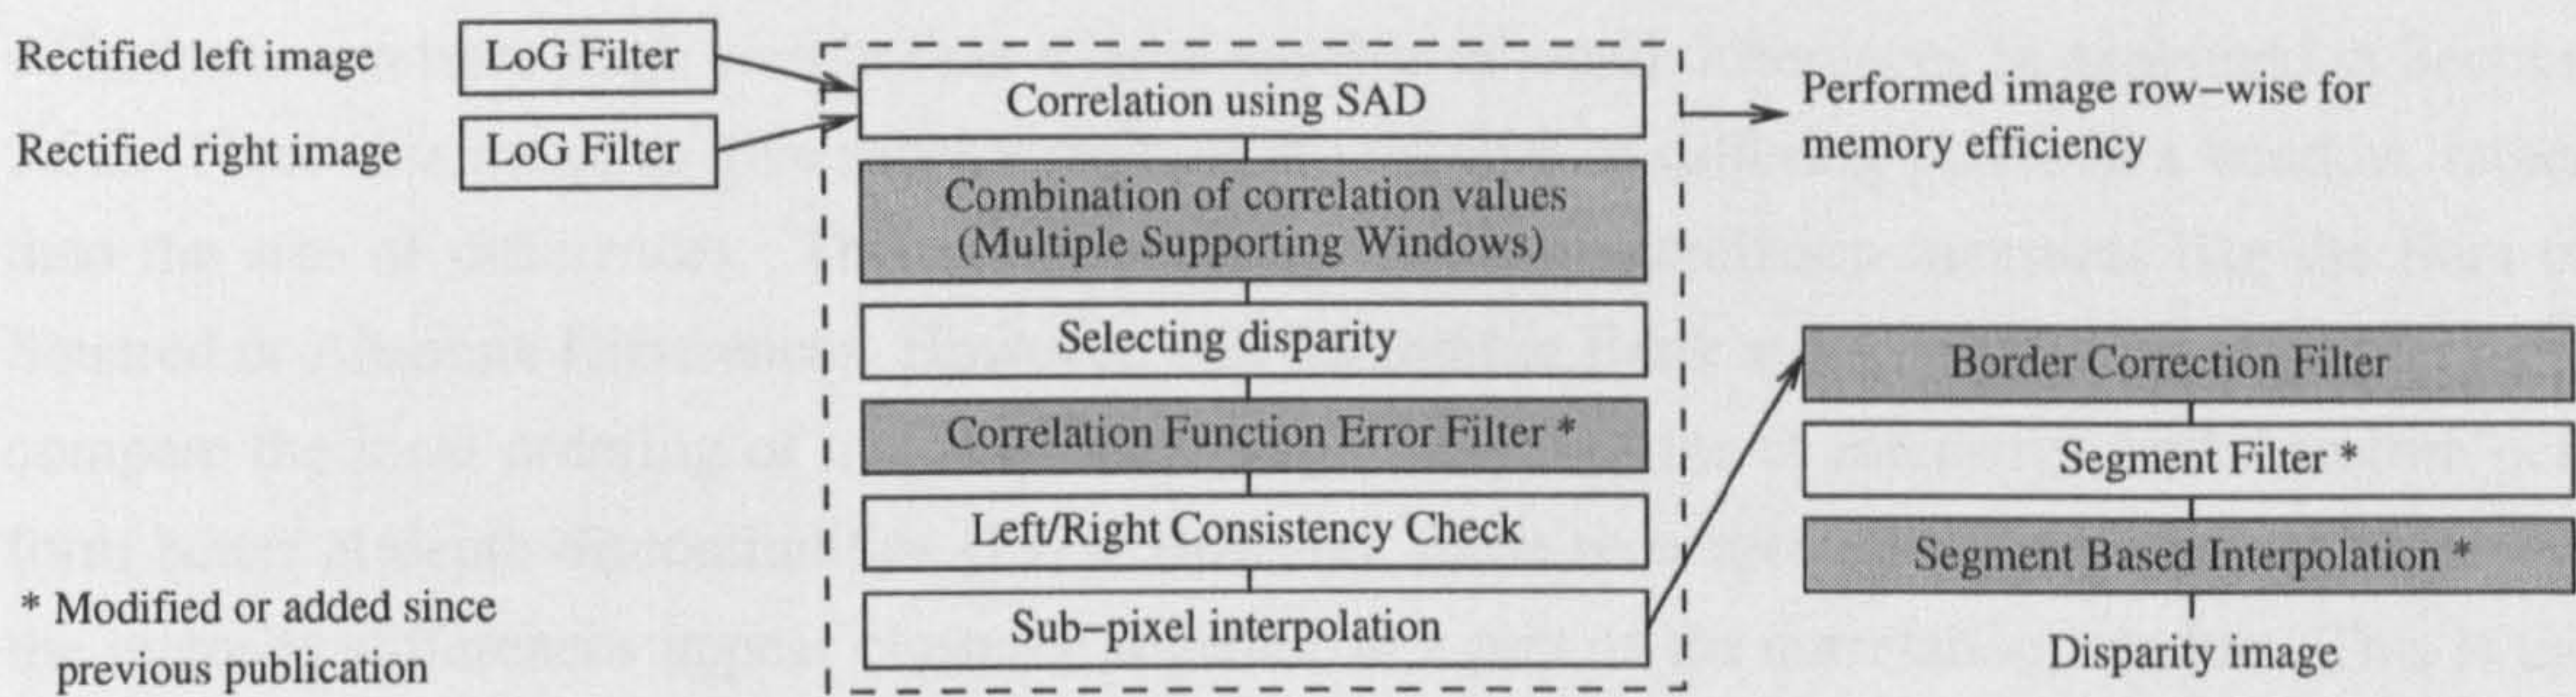 Rectified left image
LoG Filter
Rectified right image
LoG Filter
Correlation using SAD
Combination of correlation values
(Multiple Supporting Windows)
Selecting disparity
Correlation Function Error Filter *
Left/Right Consistency Check
Sub-pixel interpolation
Performed image row-wise for
memory efficiency
Border Correction Filter
Segment Filter *
Segment Based Interpolation *
Disparity image
* Modified or added since
previous publication